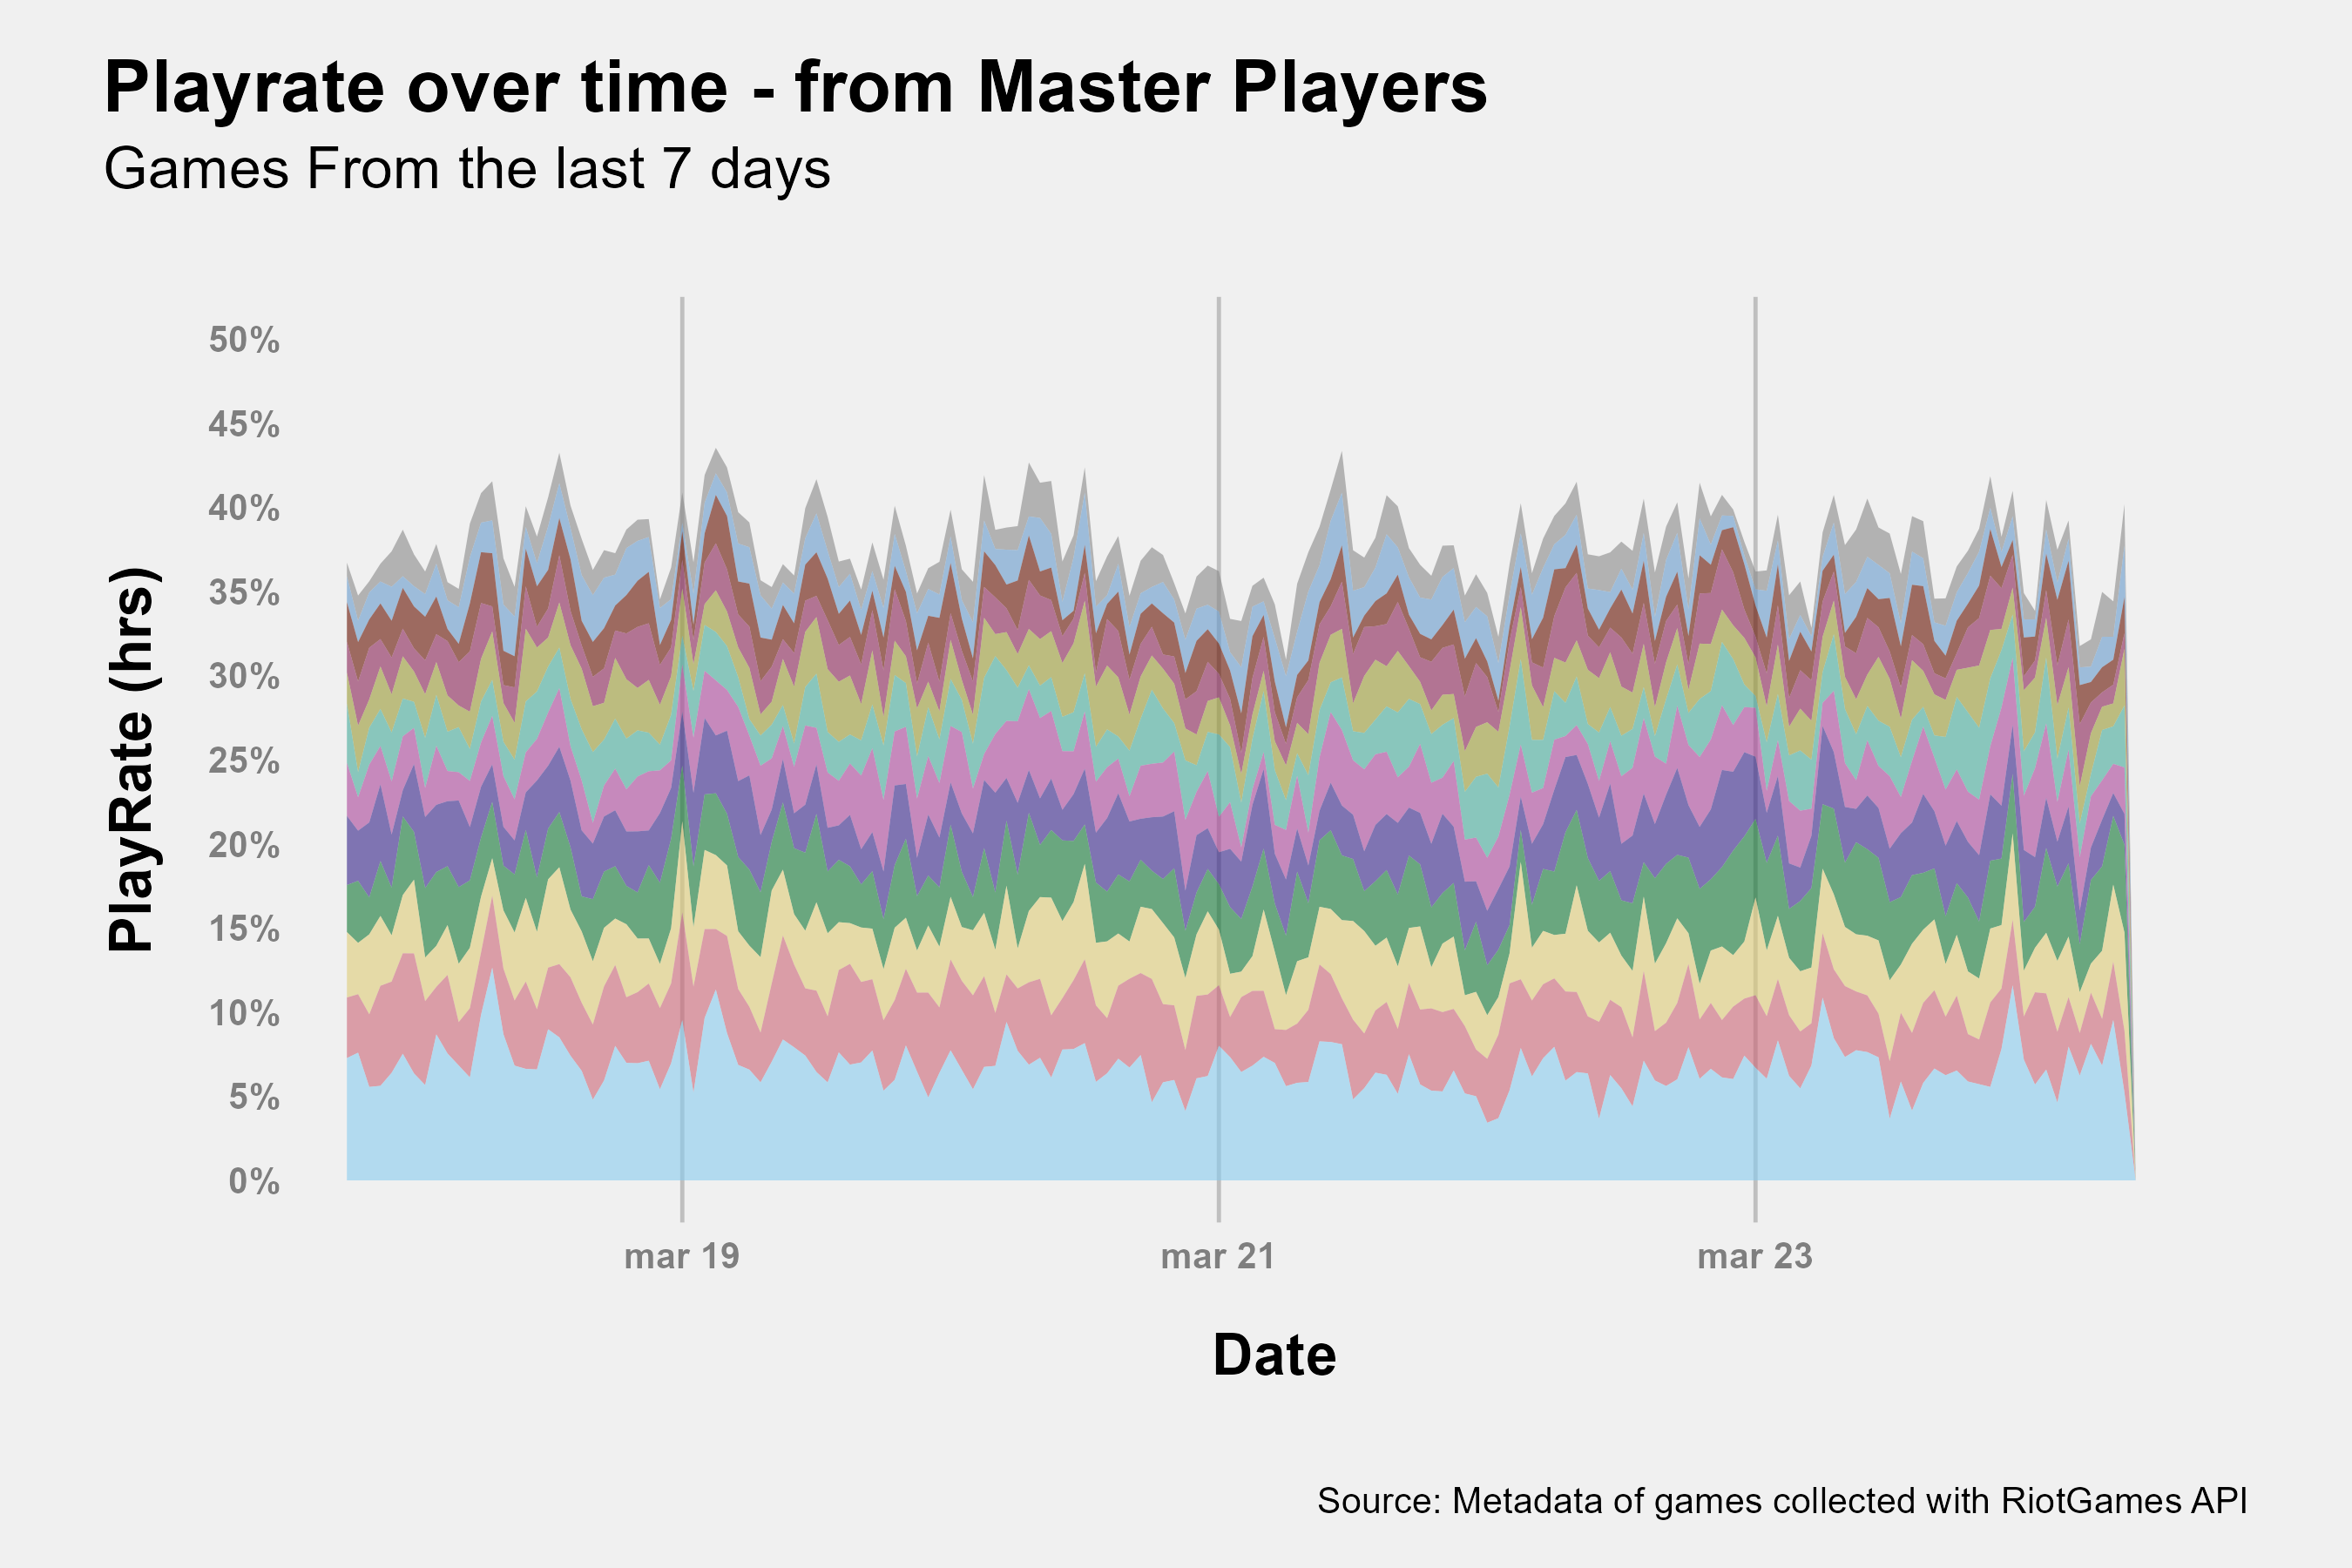 Playrate over time - from Master Players
Games From the last 7 days
PlayRate (hrs)
50%
45%
40%
35%
30%
25%
20%
15%
10%
5%
0%
mar 19
mar 21
mar 23
Date
Source: Metadata of games collected with RiotGames API